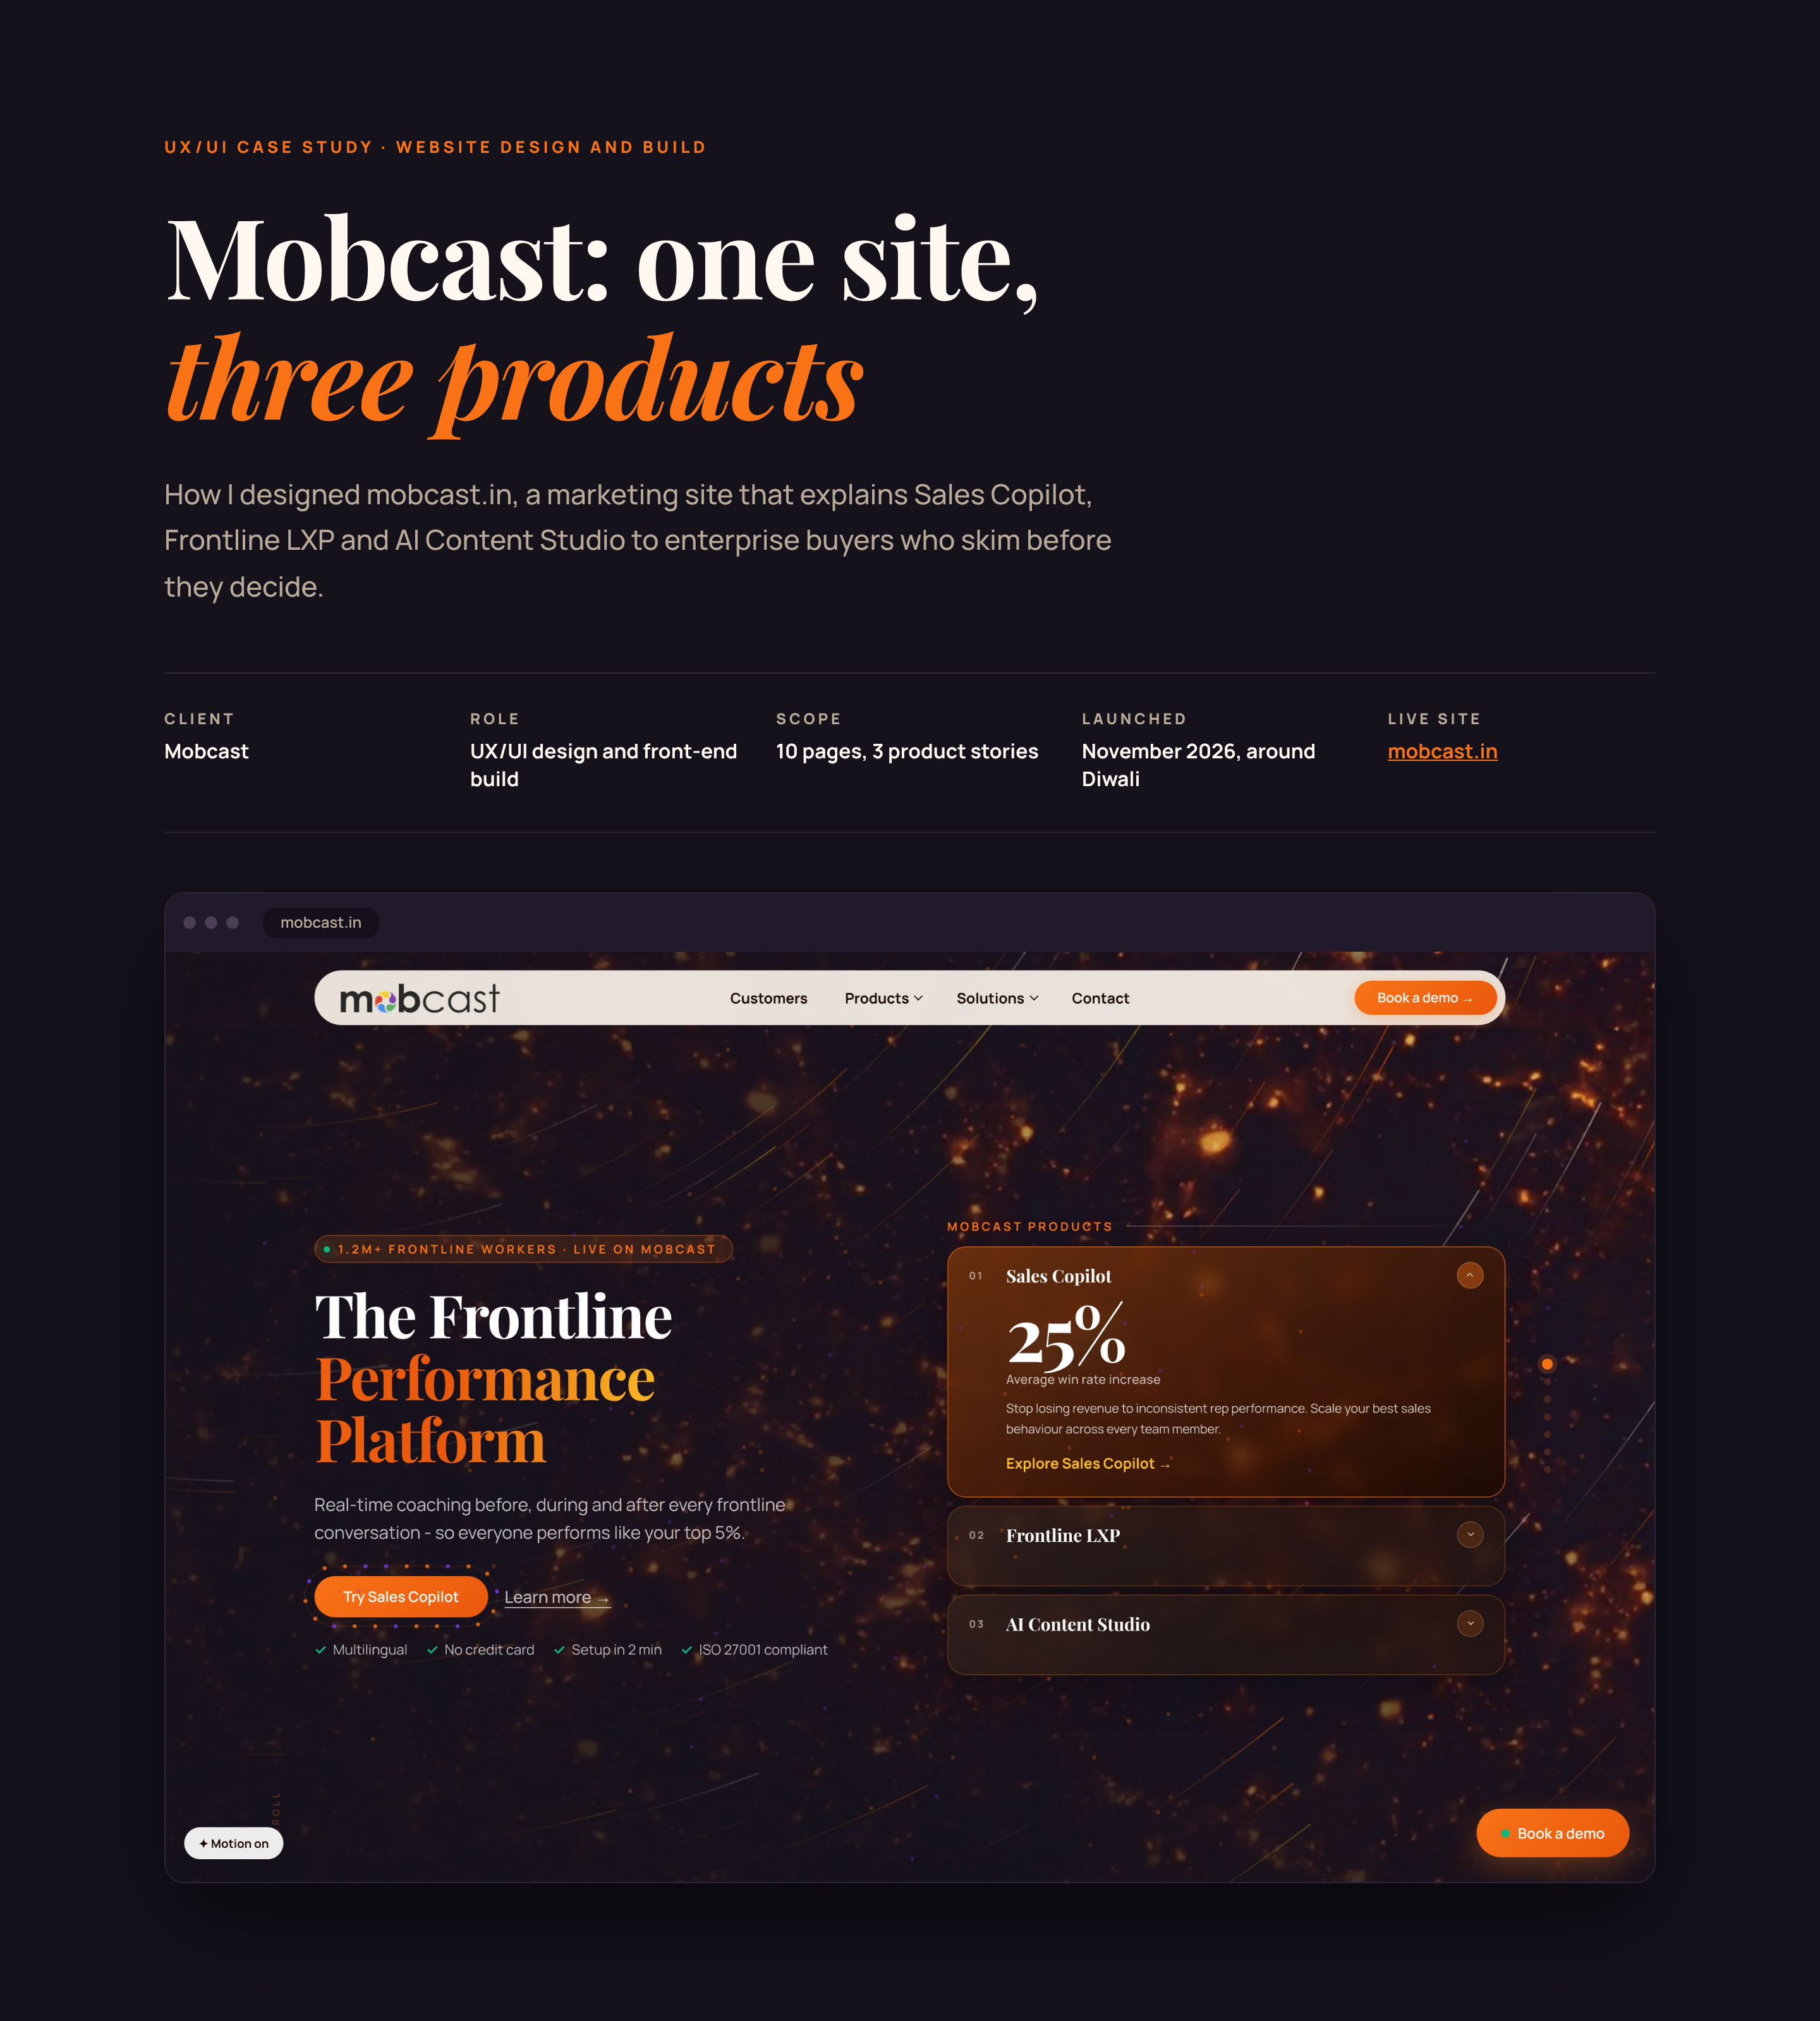 UX/UI CASE STUDY · WEBSITE DESIGN AND BUILD
Mobcast: one site,
three products
How I designed mobcast.in, a marketing site that explains Sales Copilot,
Frontline LXP and AI Content Studio to enterprise buyers who skim before
they decide.
CLIENT
Mobcast
ROLE
UX/UI design and front-end
build
SCOPE
10 pages, 3 product stories
LAUNCHED
November 2026, around
Diwali
LIVE SITE
mobcast.in
mobcast.in
mobcast
Customers
Products
Solutions
Contact
Book a demo →
1.2M+ FRONTLINE WORKERS · LIVE ON MOBCAST
The Frontline
Performance
Platform
Real-time coaching before, during and after every frontline
conversation - so everyone performs like your top 5%.
Try Sales Copilot
Learn more →
✓ Multilingual ✓ No credit card ✓ Setup in 2 min ✓ ISO 27001 compliant
MOBCAST PRODUCTS
01 Sales Copilot
25%
Average win rate increase
Stop losing revenue to inconsistent rep performance. Scale your best sales
behaviour across every team member.
Explore Sales Copilot →
02 Frontline LXP
03 AI Content Studio
✦ Motion on
Book a demo